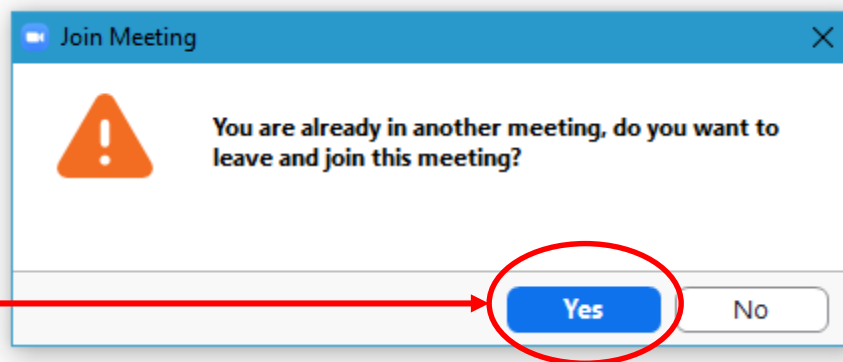 Join Meeting
You are already in another meeting, do you want to
leave and join this meeting?
Yes No